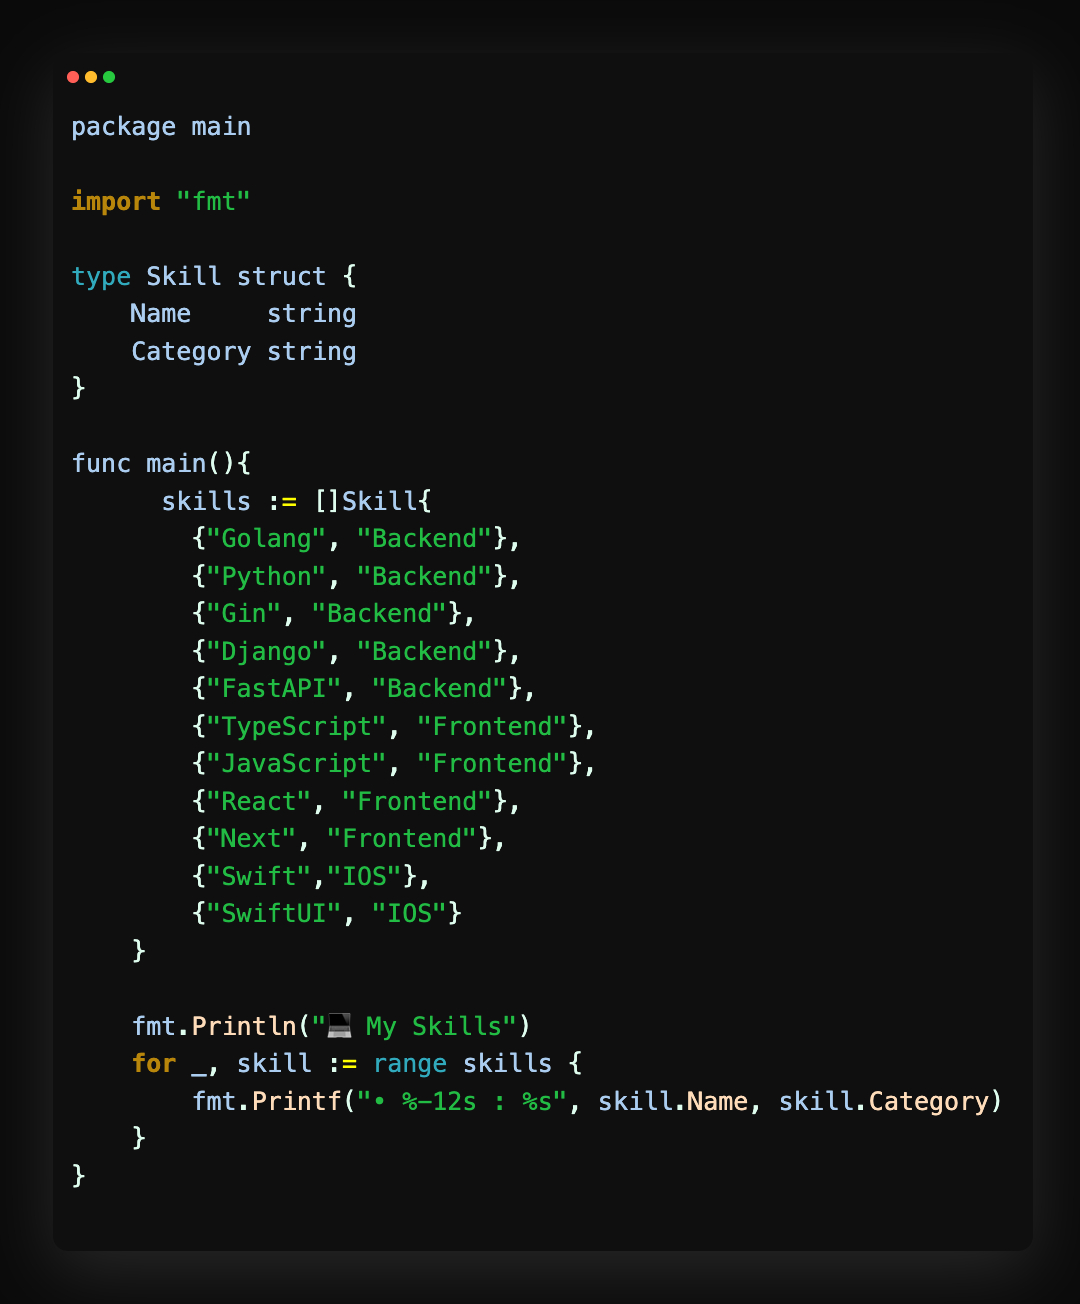 package main

import "fmt"

type Skill struct {
    Name     string
    Category string
}

func main(){
      skills := []Skill{
        {"Golang", "Backend"},
        {"Python", "Backend"},
        {"Gin", "Backend"},
        {"Django", "Backend"},
        {"FastAPI", "Backend"},
        {"TypeScript", "Frontend"},
        {"JavaScript", "Frontend"},
        {"React", "Frontend"},
        {"Next", "Frontend"},
        {"Swift","IOS"},
        {"SwiftUI", "IOS"}
    }

    fmt.Println("💻 My Skills")
    for _, skill := range skills {
        fmt.Printf("• %-12s : %s", skill.Name, skill.Category)
    }
}